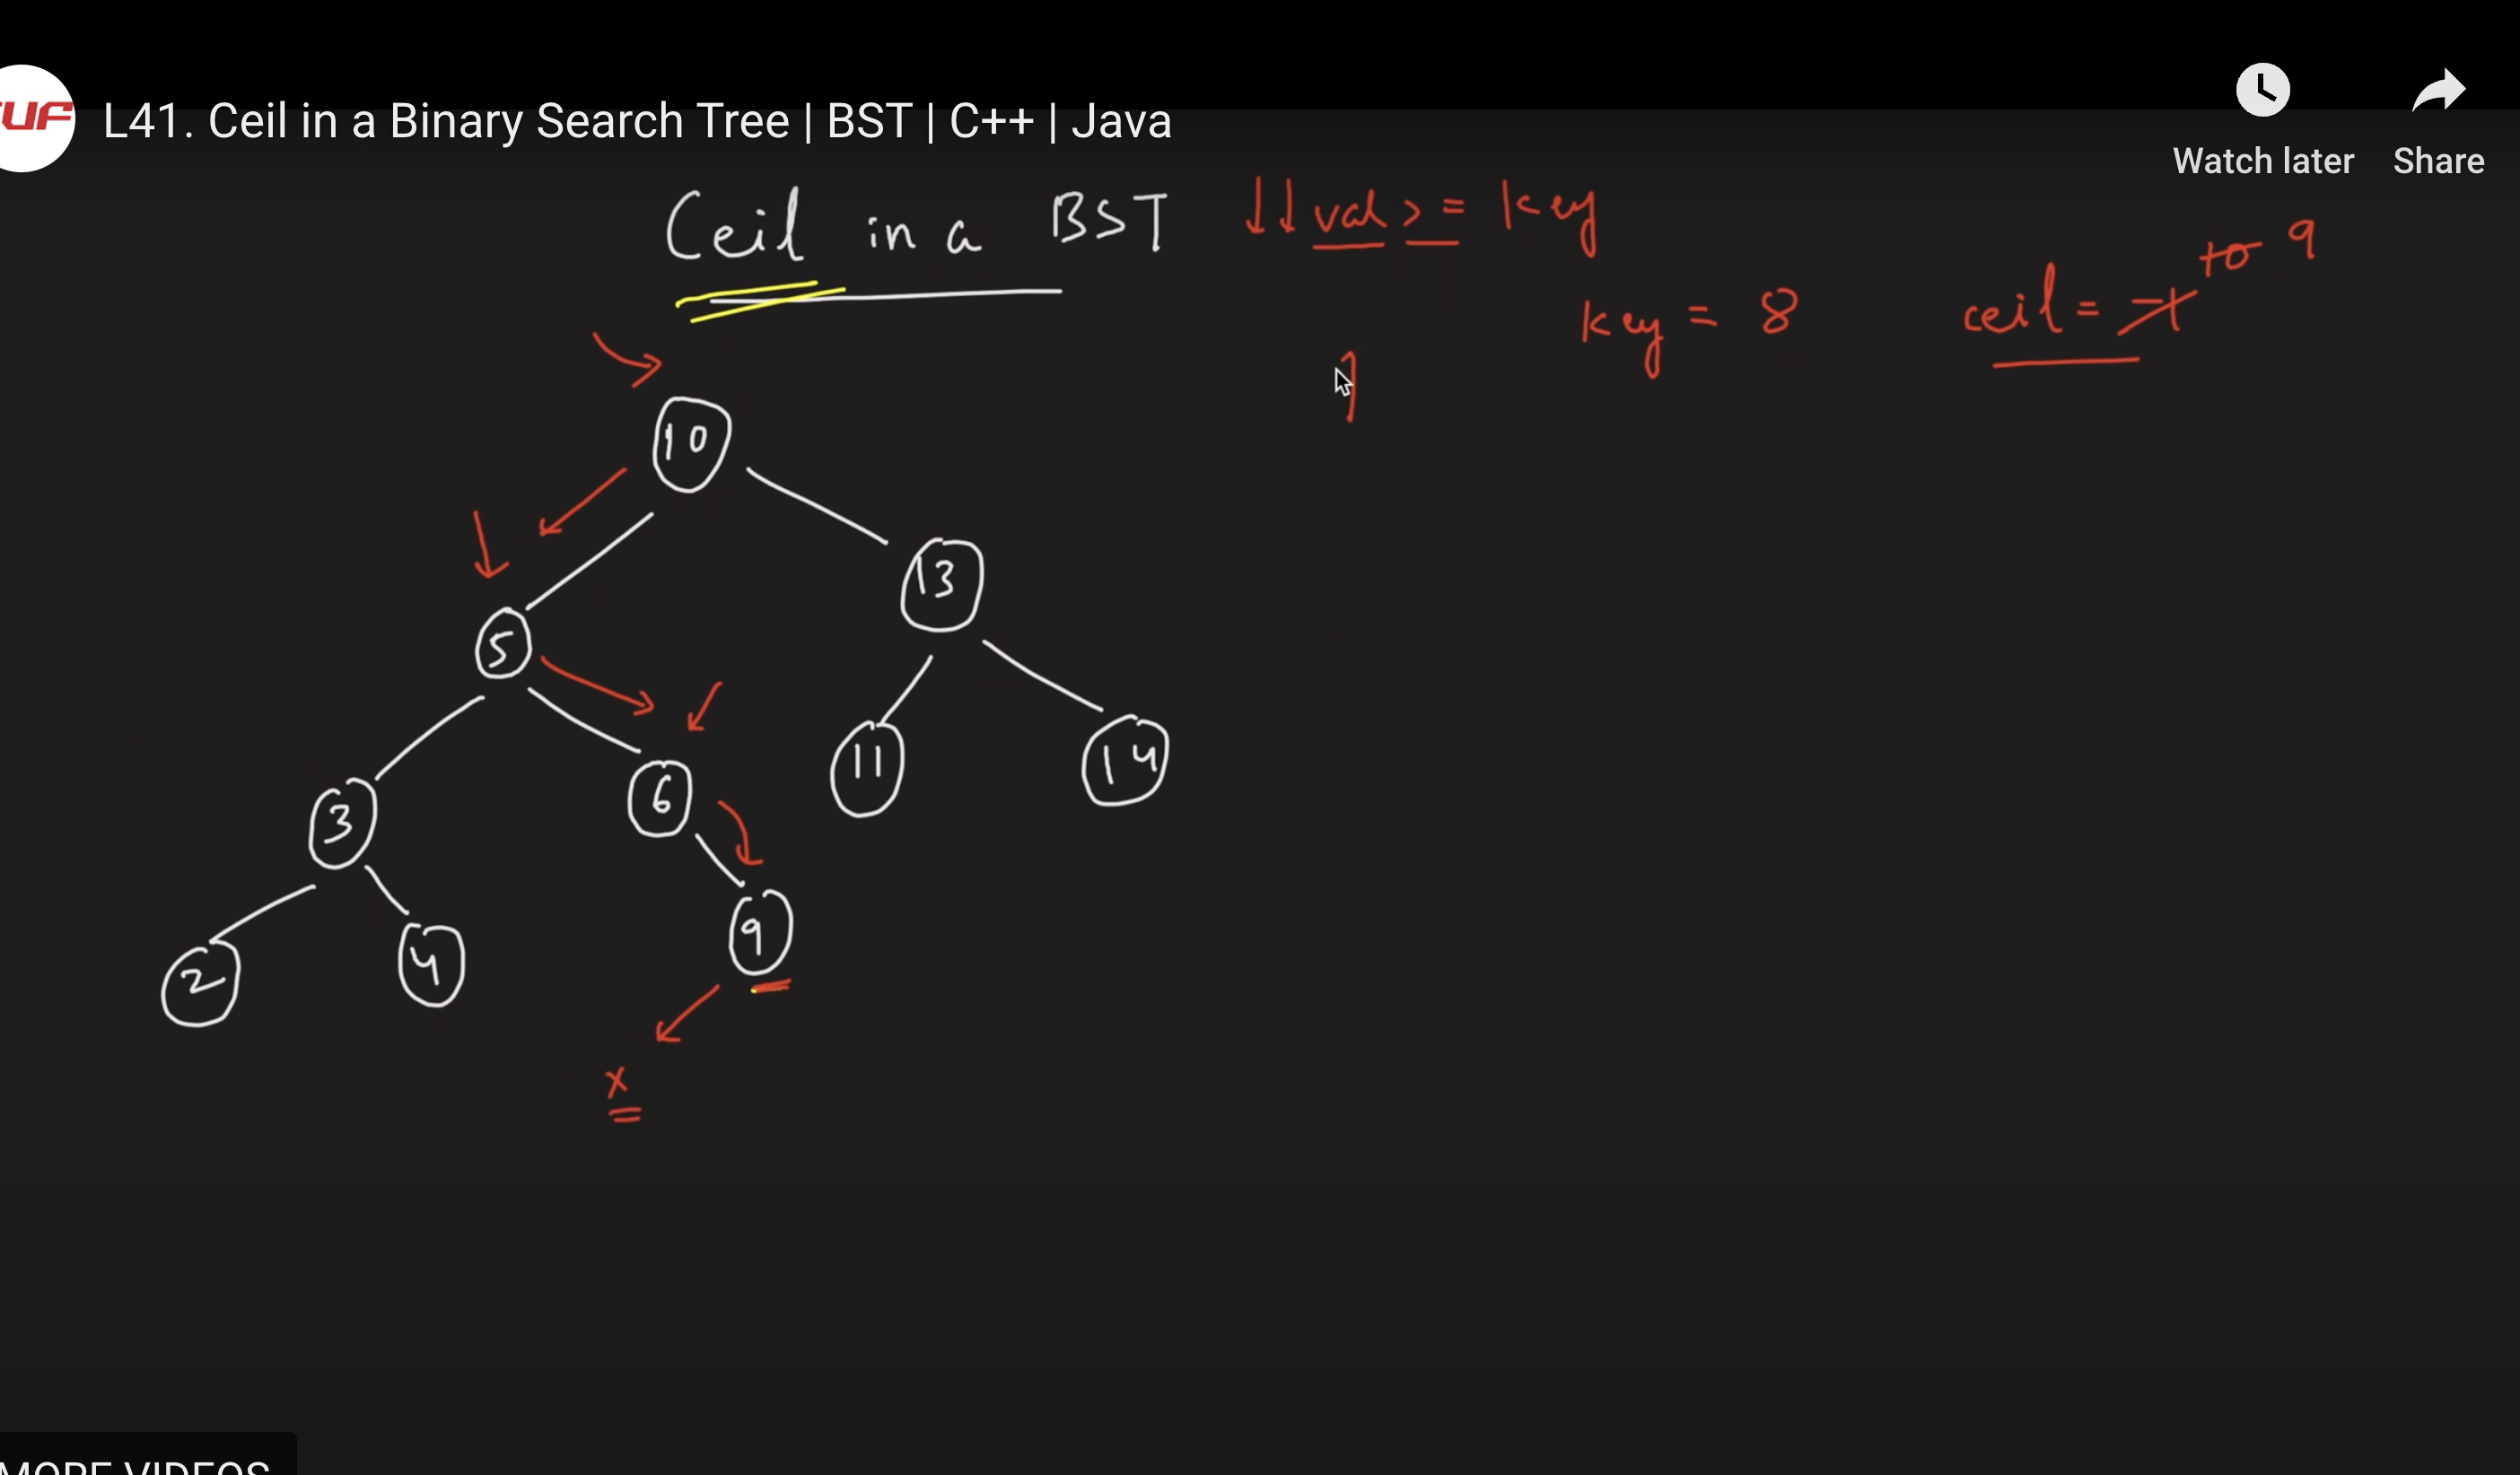 UF
L41. Ceil in a Binary Search Tree | BST | C++ | Java
Watch later
Share
Ceil in a BST
↓↓ val >= key
key = 8
ceil = -1 10 9
10
5
13
3
6
11
14
2
4
9
x
MORE VIDEOS